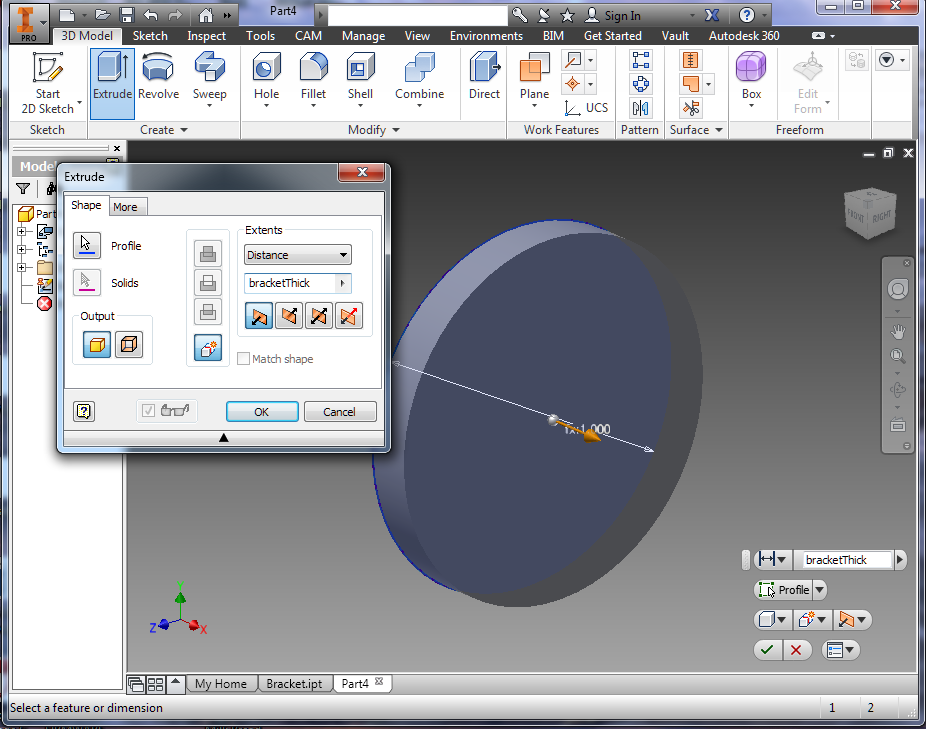 Part4
Sign In
PRO
3D Model Sketch Inspect Tools CAM Manage View Environments BIM Get Started Vault Autodesk 360
Start
2D Sketch
Extrude Revolve Sweep
Hole Fillet Shell Combine
Direct
Plane
UCS
Box
Edit
Form
Sketch Create Modify Work Features Pattern Surface Freeform
Mode
Part
Extrude
Shape More
Profile
Solids
Output
Extents
Distance
bracketThick
Match shape
OK Cancel
FRONT RIGHT
1.000
bracketThick
Profile
Y
Z X
My Home Bracket.ipt Part4
Select a feature or dimension 1 2